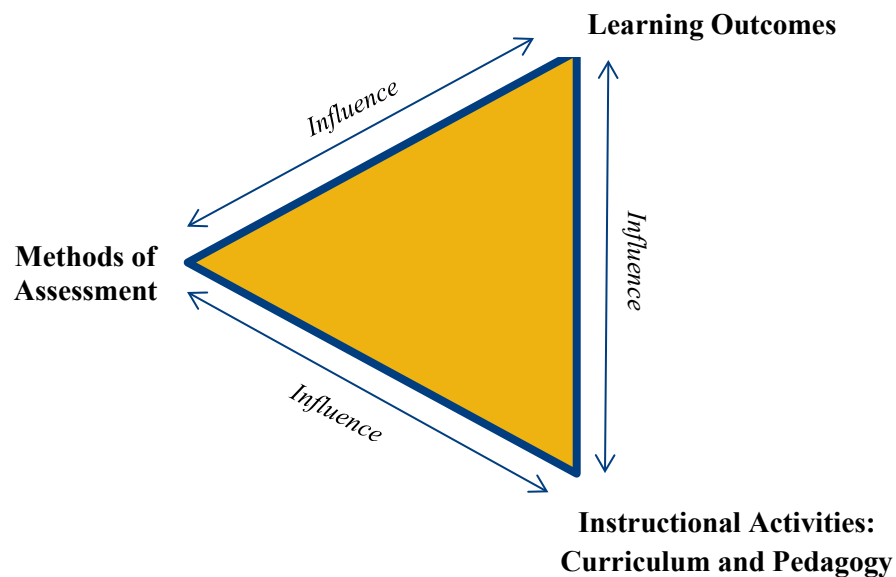 Learning Outcomes
Influence
Influence
Methods of
Assessment
Influence
Instructional Activities:
Curriculum and Pedagogy